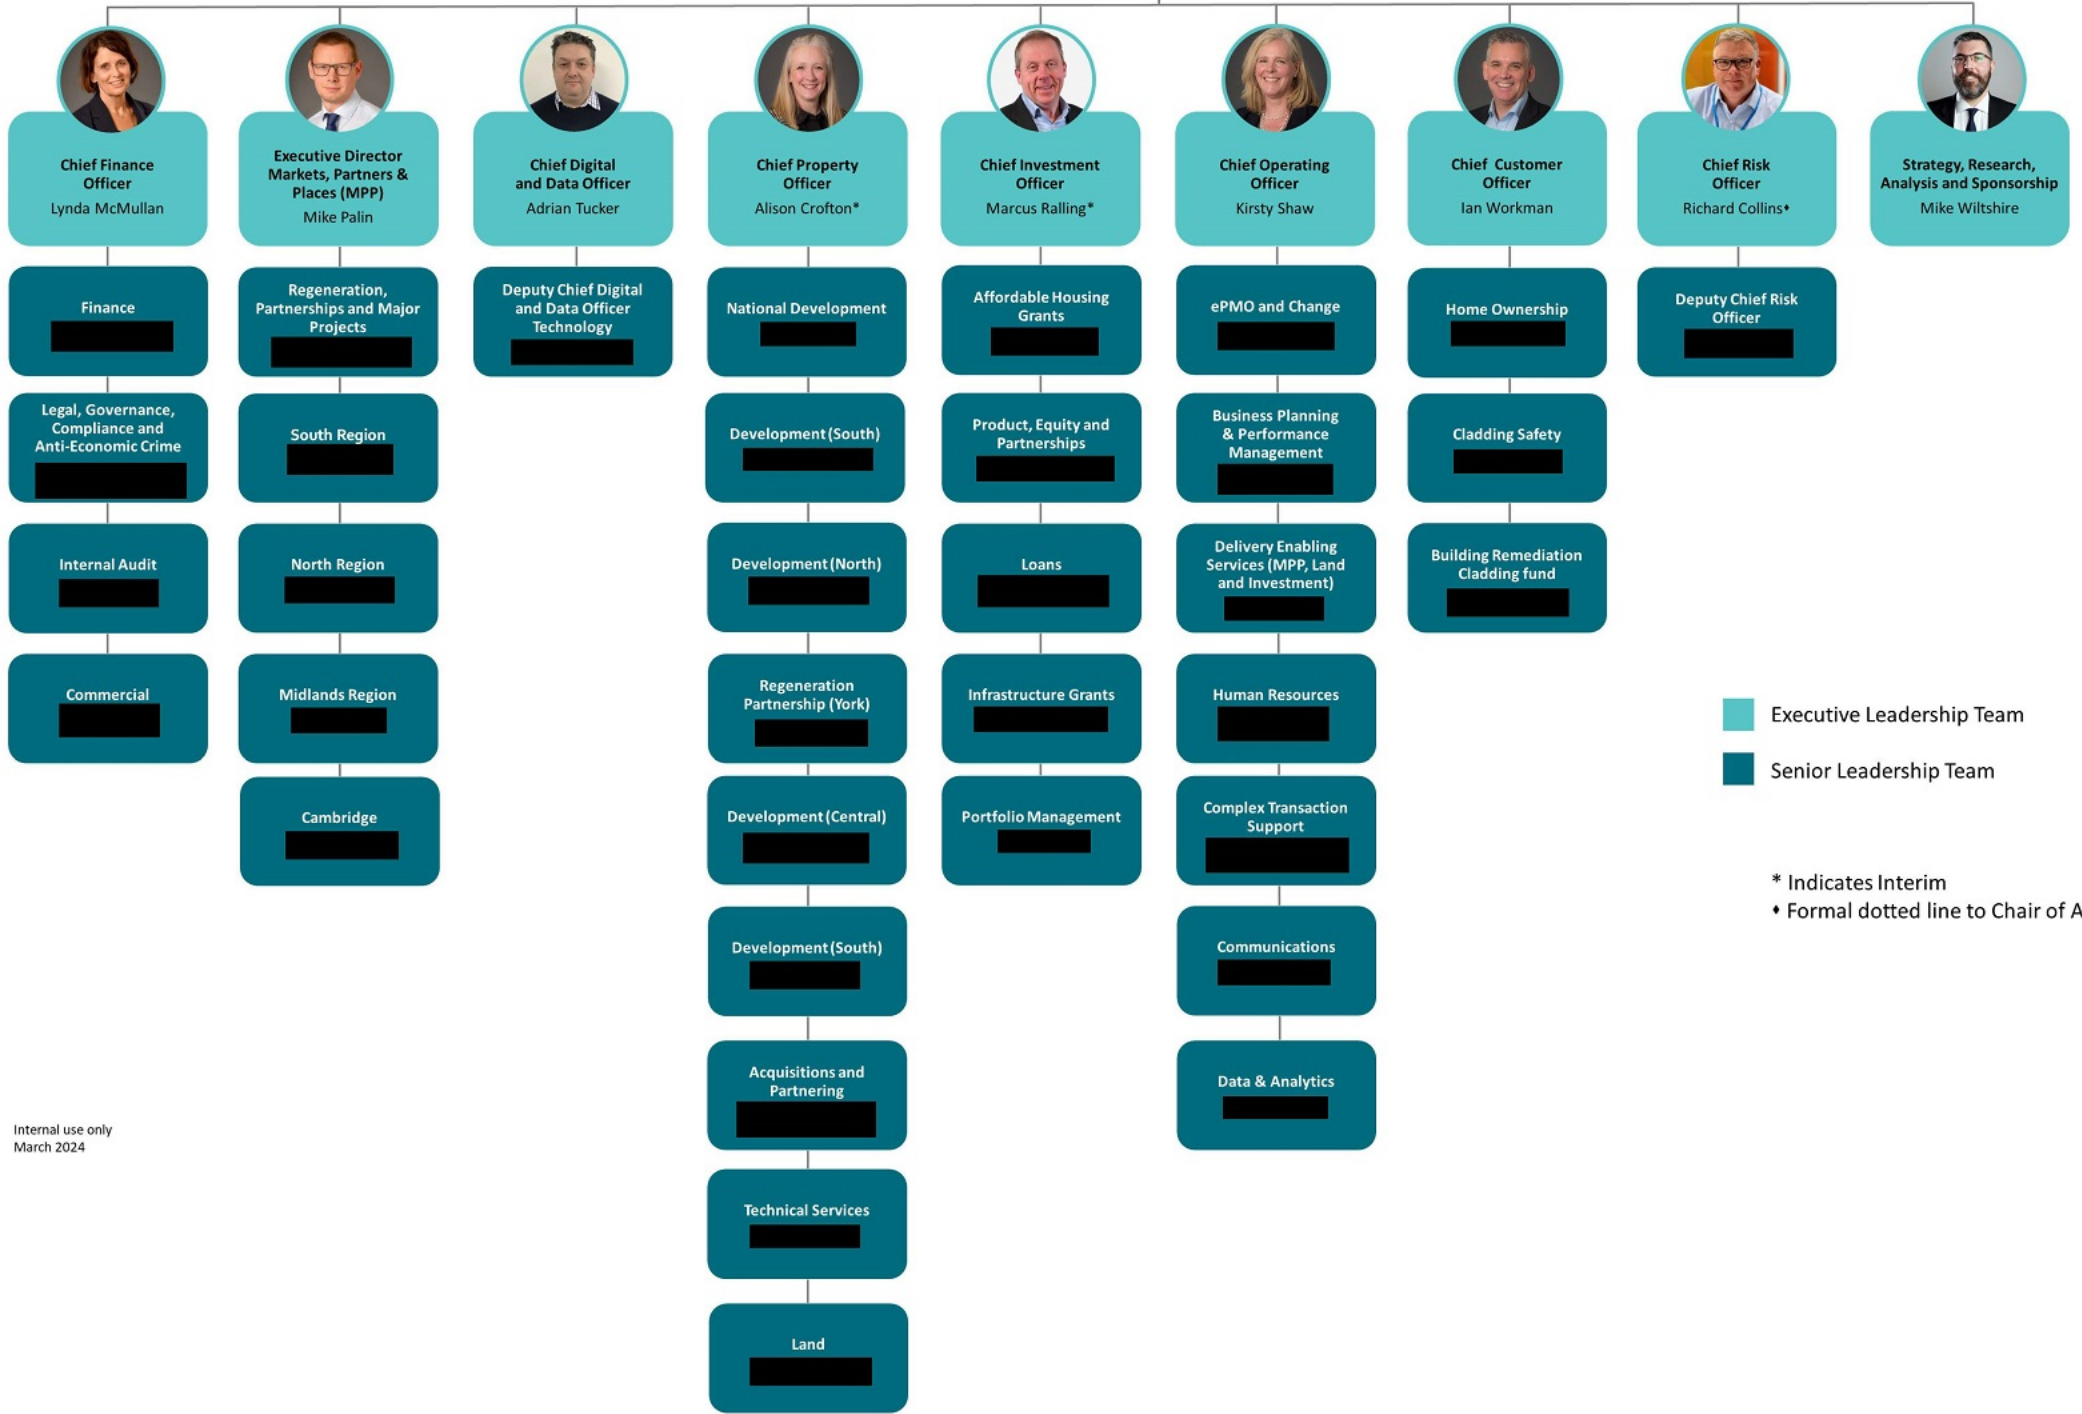 Chief Finance
Officer
Lynda McMullan
Finance
Legal, Governance,
Compliance and
Anti-Economic Crime
Internal Audit
Commercial
Executive Director
Markets, Partners &
Places (MPP)
Mike Palin
Regeneration,
Partnerships and Major
Projects
South Region
North Region
Midlands Region
Cambridge
Chief Digital
and Data Officer
Adrian Tucker
Deputy Chief Digital
and Data Officer
Technology
Chief Property
Officer
Alison Crofton*
National Development
Development (South)
Development (North)
Regeneration
Partnership (York)
Development (Central)
Development (South)
Acquisitions and
Partnering
Technical Services
Land
Chief Investment
Officer
Marcus Ralling*
Affordable Housing
Grants
Product, Equity and
Partnerships
Loans
Infrastructure Grants
Portfolio Management
Chief Operating
Officer
Kirsty Shaw
ePMO and Change
Business Planning
& Performance
Management
Delivery Enabling
Services (MPP, Land
and Investment)
Human Resources
Complex Transaction
Support
Communications
Data & Analytics
Chief Customer
Officer
Ian Workman
Home Ownership
Cladding Safety
Building Remediation
Cladding fund
Chief Risk
Officer
Richard Collins♦
Deputy Chief Risk
Officer
Strategy, Research,
Analysis and Sponsorship
Mike Wiltshire
Executive Leadership Team
Senior Leadership Team
* Indicates Interim
♦ Formal dotted line to Chair of A
Internal use only
March 2024